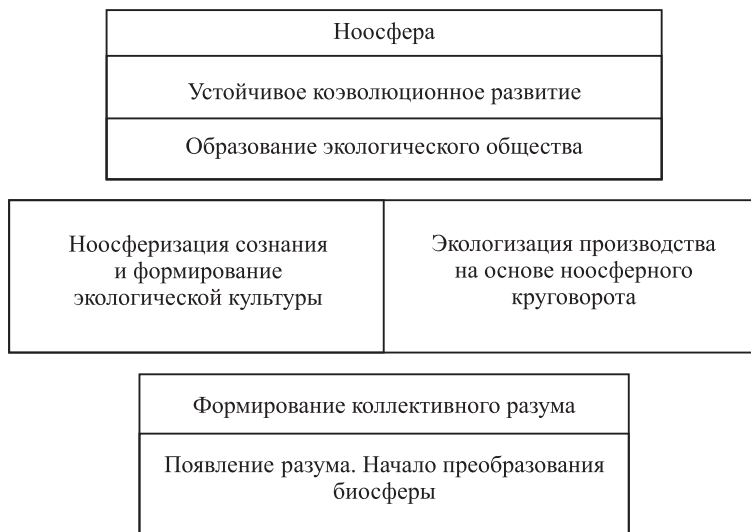 Ноосфера
Устойчивое коэволюционное развитие
Образование экологического общества
Ноосферизация сознания
и формирование
экологической культуры
Экологизация производства
на основе ноосферного
круговорота
Формирование коллективного разума
Появление разума. Начало преобразования
биосферы